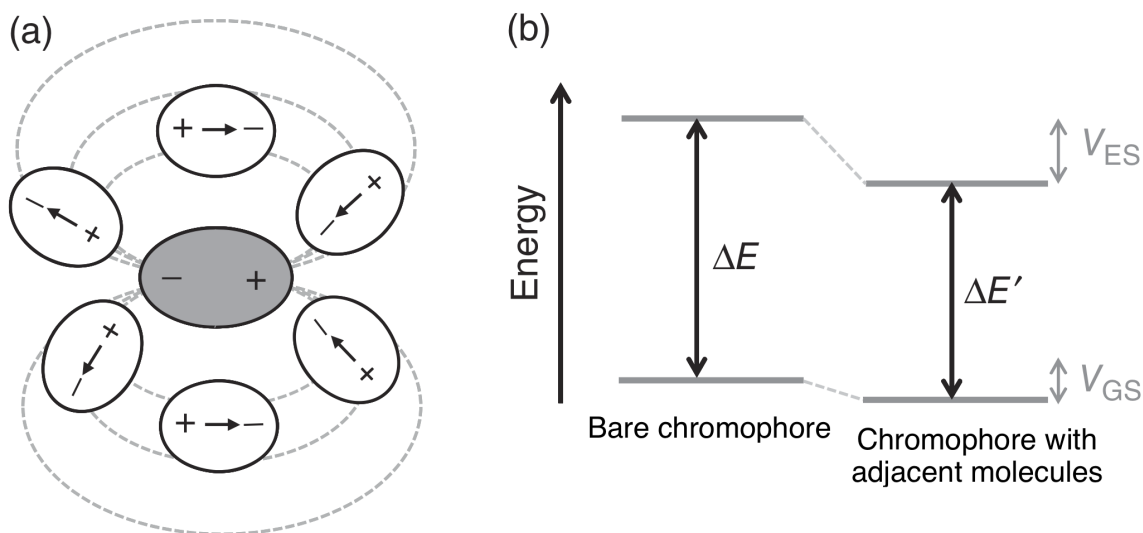 (a)
+ −
− +
+ −
− +
− +
+ −
− +
+ −
(b)
Energy
ΔE
ΔE′
V_ES
V_GS
Bare chromophore
Chromophore with
adjacent molecules